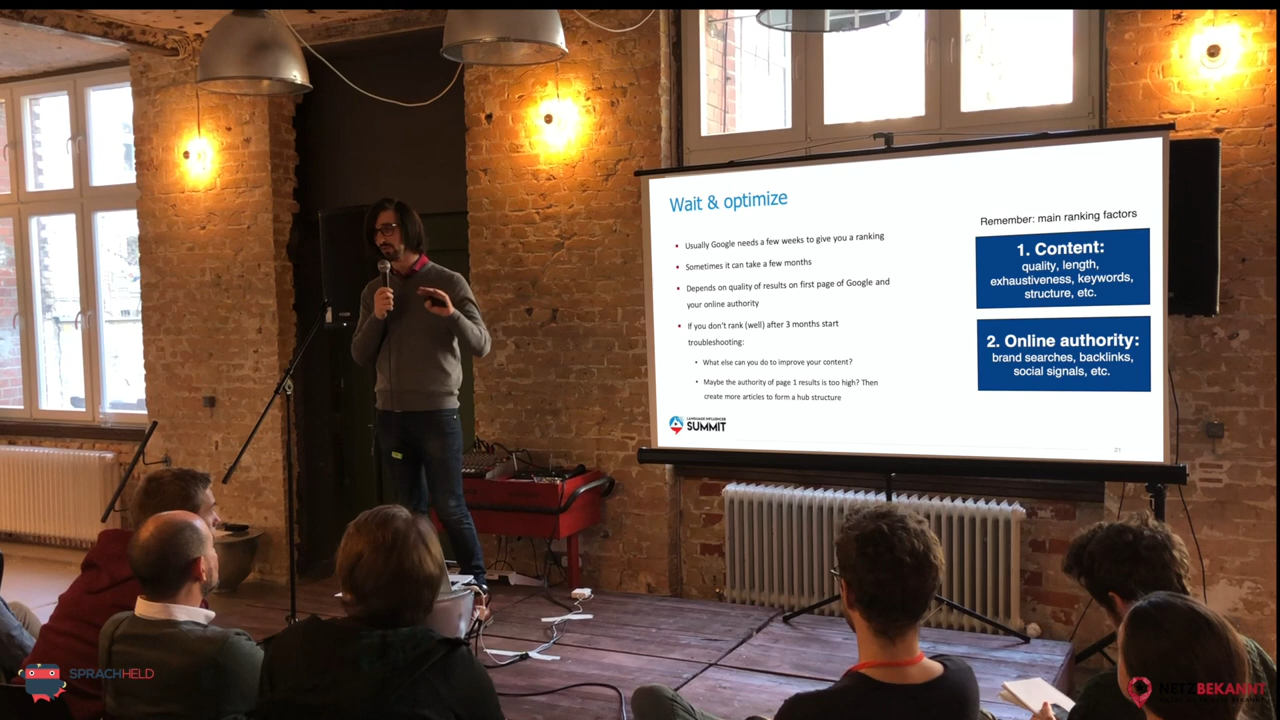 Wait & optimize
Usually Google needs a few weeks to give you a ranking
Sometimes it can take a few months
Depends on quality of results on first page of Google and
your online authority
If you don't rank (well) after 3 months start
troubleshooting:
What else can you do to improve your content?
Maybe the authority of page 1 results is too high? Then
create more articles to form a hub structure
LANGUAGE INFLUENCER
SUMMIT
Remember: main ranking factors
1. Content:
quality, length,
exhaustiveness, keywords,
structure, etc.
2. Online authority:
brand searches, backlinks,
social signals, etc.
21
SPRACHHELD
NETZBEKANNT